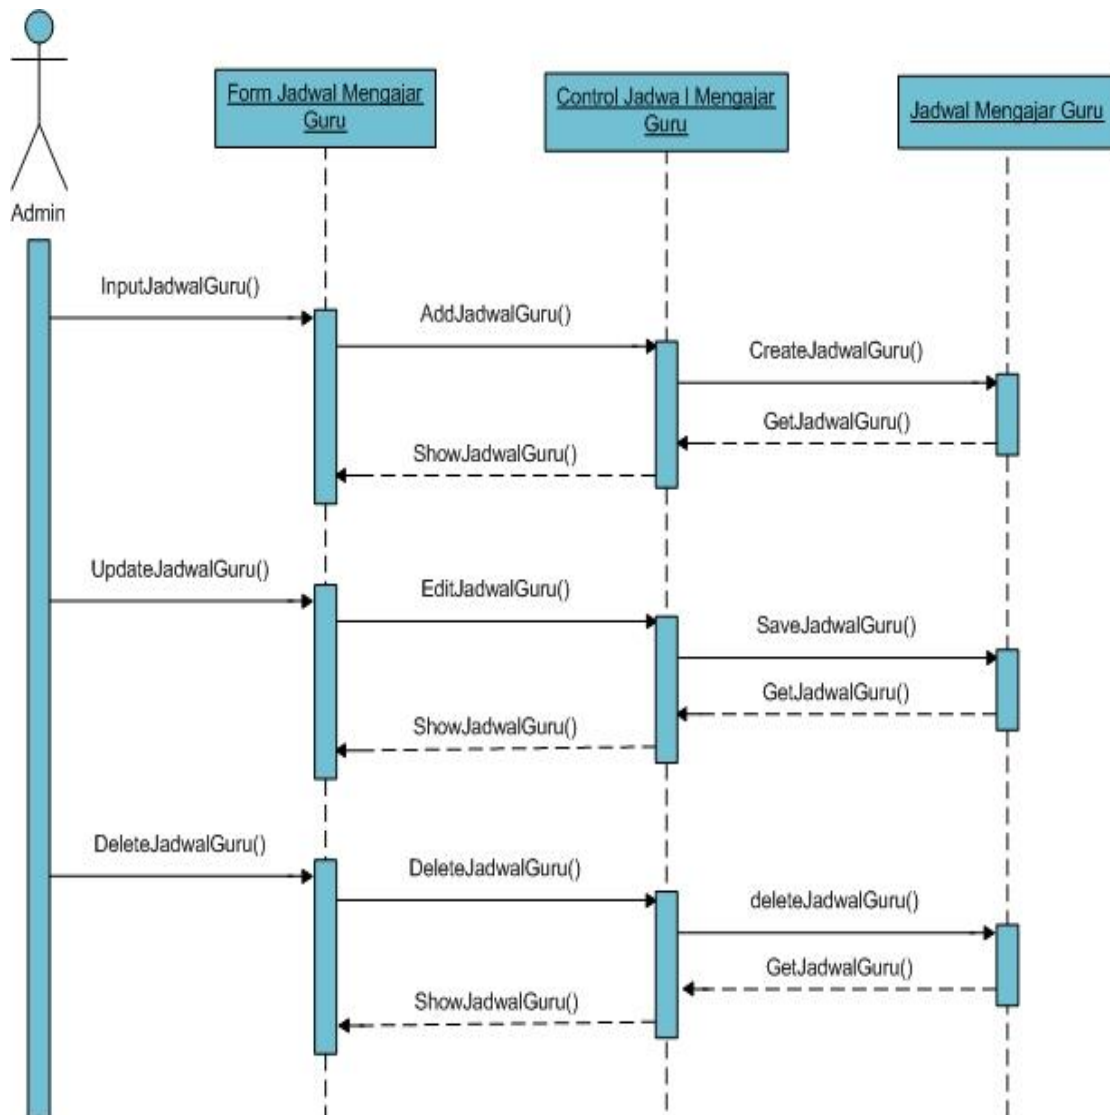 Form Jadwal Mengajar
Guru
Control Jadwa l Mengajar
Guru
Jadwal Mengajar Guru
Admin
InputJadwalGuru()
AddJadwalGuru()
CreateJadwalGuru()
GetJadwalGuru()
ShowJadwalGuru()
UpdateJadwalGuru()
EditJadwalGuru()
SaveJadwalGuru()
GetJadwalGuru()
ShowJadwalGuru()
DeleteJadwalGuru()
DeleteJadwalGuru()
deleteJadwalGuru()
GetJadwalGuru()
ShowJadwalGuru()